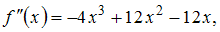 f″(x) = −4x³ + 12x² − 12x,